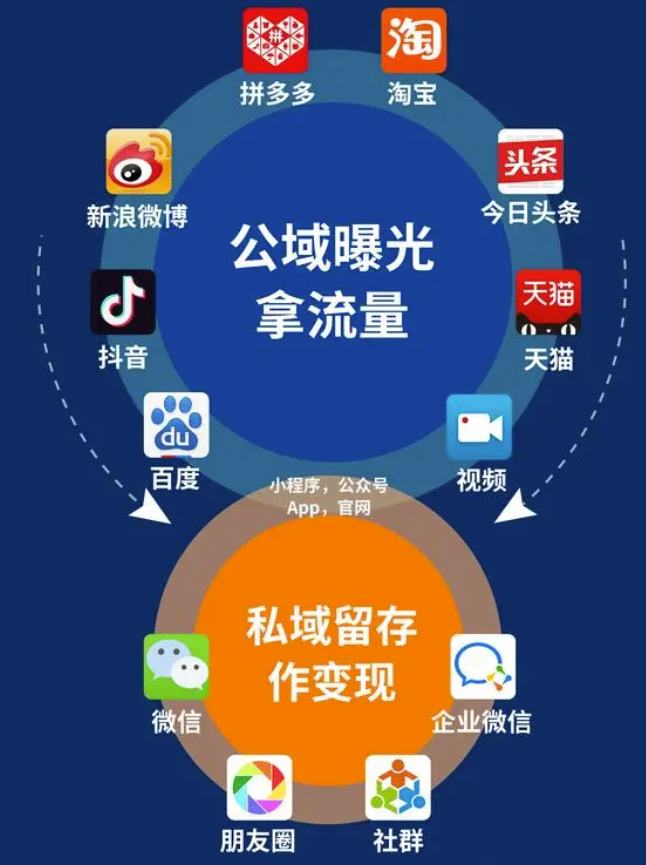 拼
淘
拼多多
淘宝
头条
新浪微博
今日头条
公域曝光
拿流量
天猫
抖音
天猫
du
百度
视频
小程序，公众号
App，官网
私域留存
作变现
微信
企业微信
朋友圈
社群